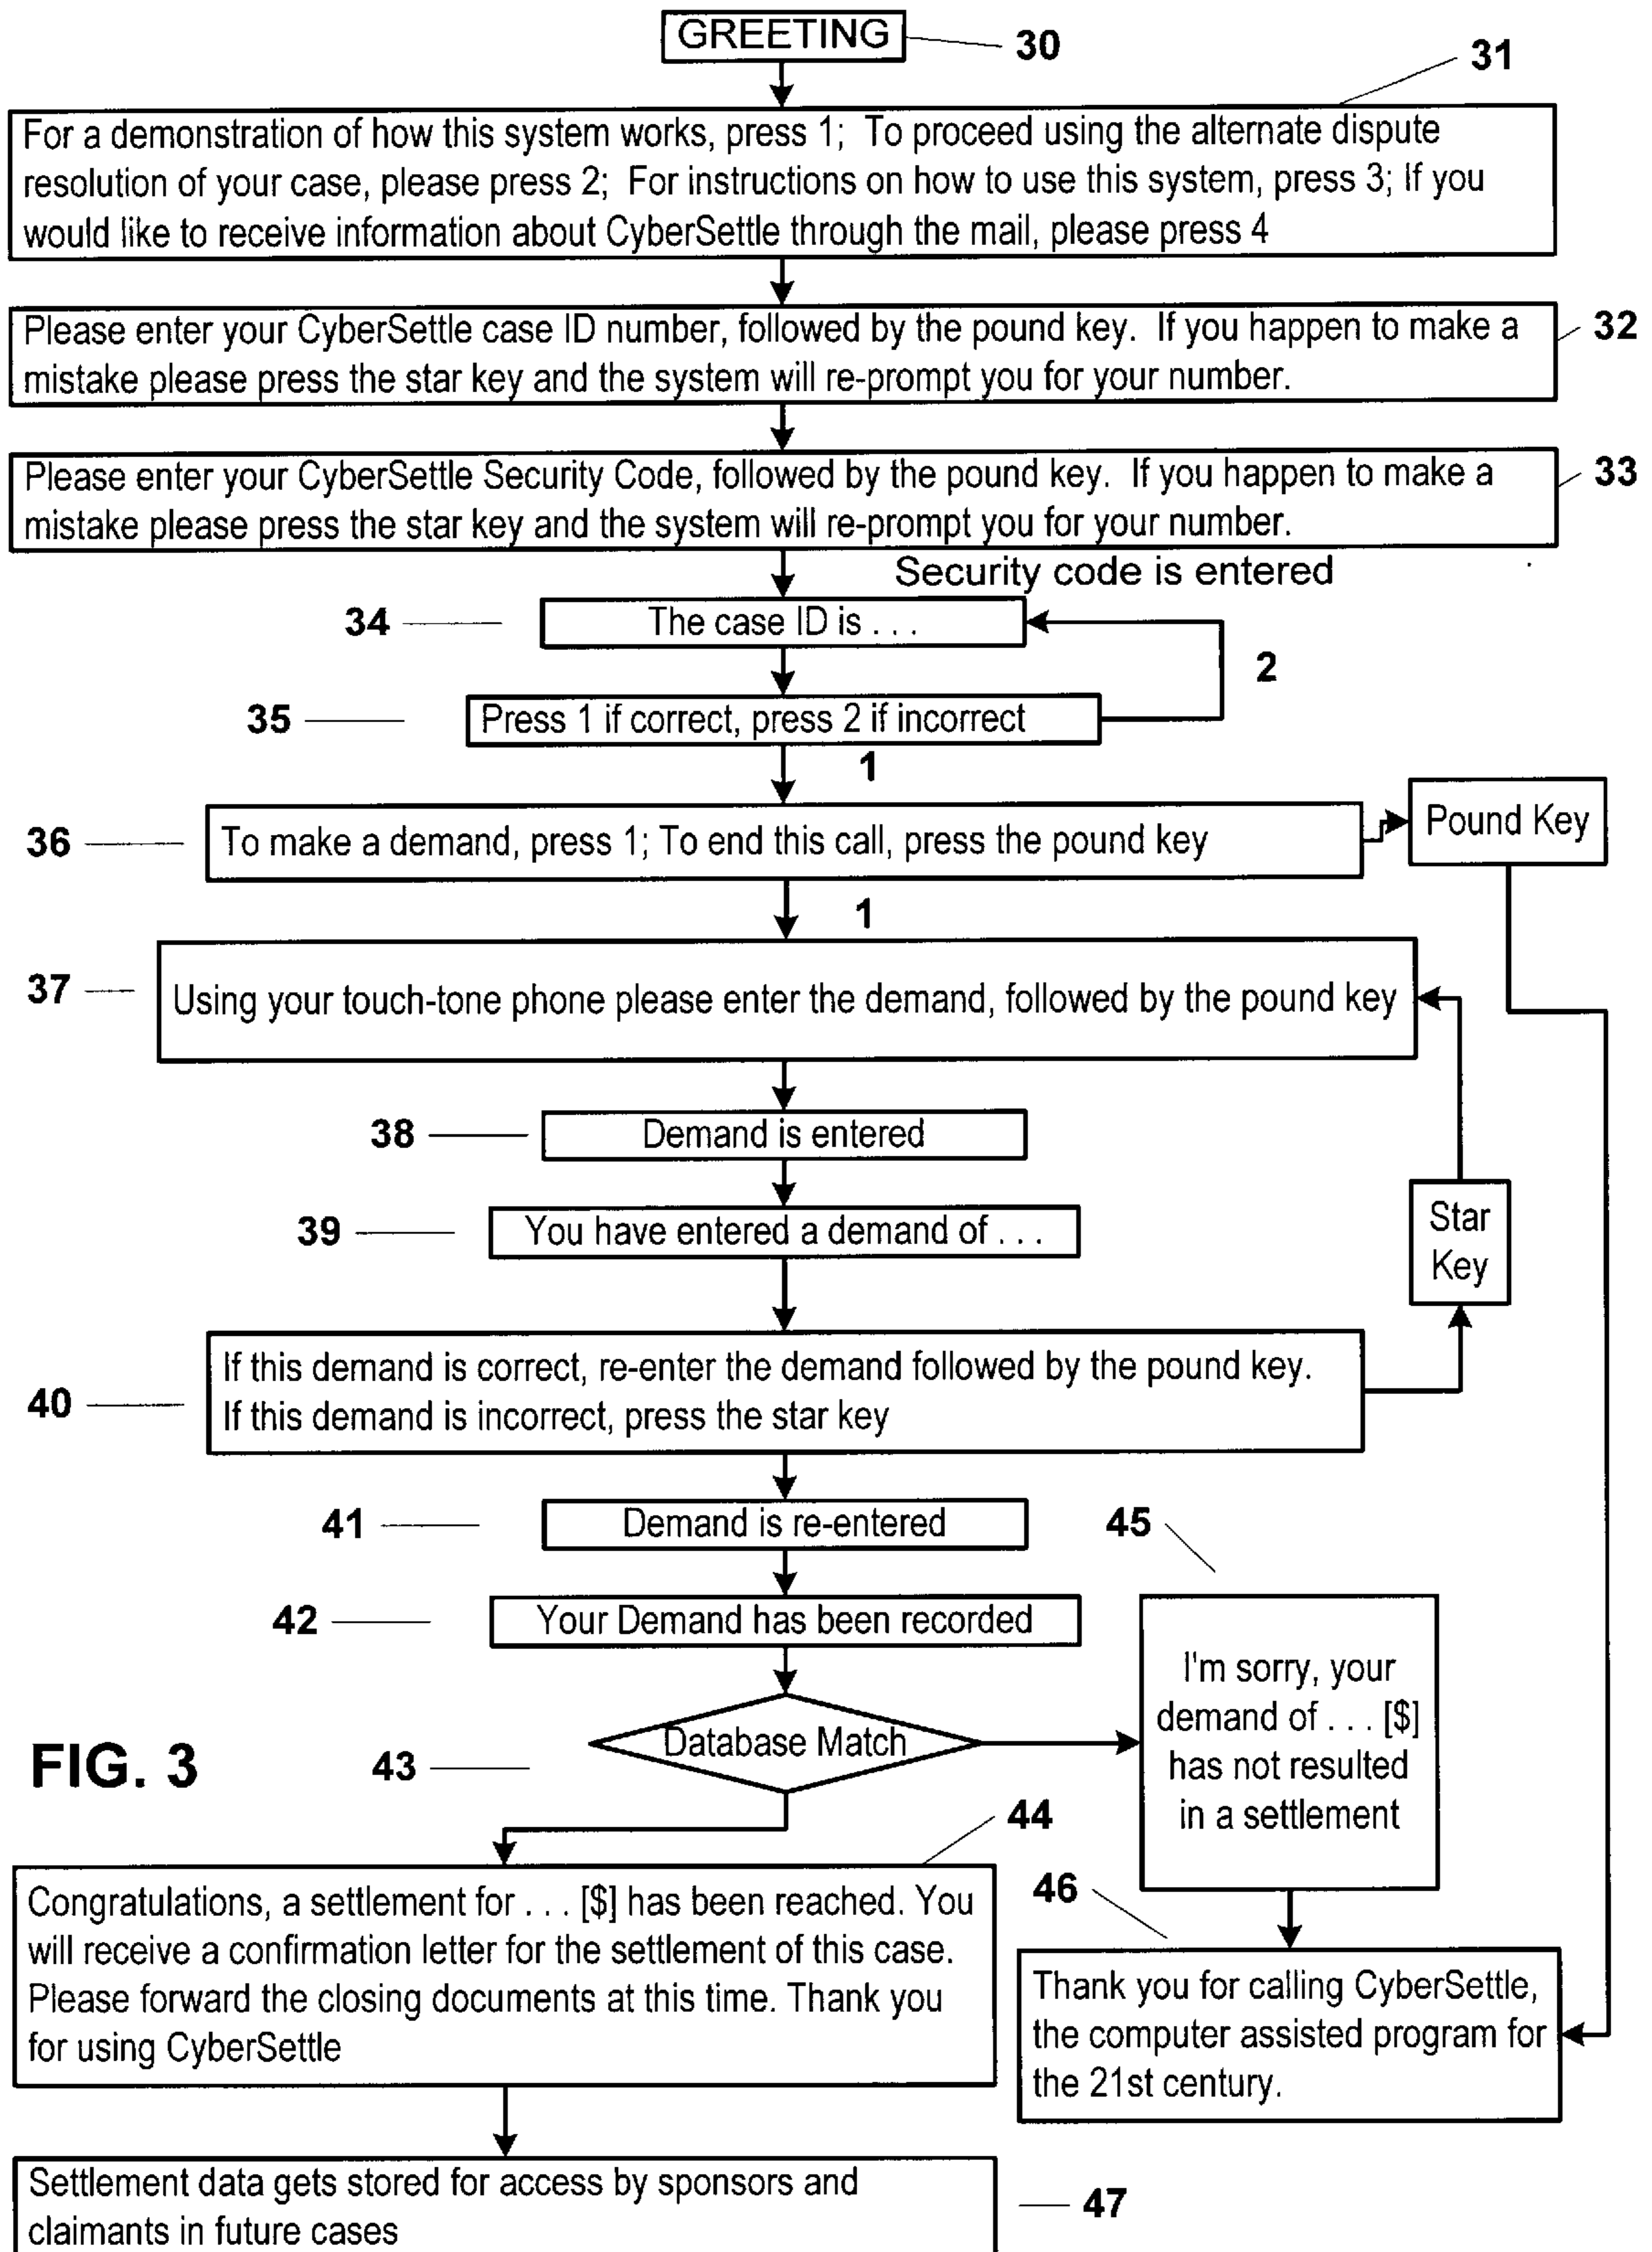 GREETING
30
31
For a demonstration of how this system works, press 1; To proceed using the alternate dispute
resolution of your case, please press 2; For instructions on how to use this system, press 3; If you
would like to receive information about CyberSettle through the mail, please press 4
Please enter your CyberSettle case ID number, followed by the pound key. If you happen to make a
mistake please press the star key and the system will re-prompt you for your number.
32
Please enter your CyberSettle Security Code, followed by the pound key. If you happen to make a
mistake please press the star key and the system will re-prompt you for your number.
33
Security code is entered
34
The case ID is . . .
2
35
Press 1 if correct, press 2 if incorrect
1
36
To make a demand, press 1; To end this call, press the pound key
Pound Key
1
37
Using your touch-tone phone please enter the demand, followed by the pound key
38
Demand is entered
39
You have entered a demand of . . .
Star
Key
40
If this demand is correct, re-enter the demand followed by the pound key.
If this demand is incorrect, press the star key
41
Demand is re-entered
45
42
Your Demand has been recorded
I'm sorry, your
demand of . . . [$]
has not resulted
in a settlement
FIG. 3
43
Database Match
44
Congratulations, a settlement for . . . [$] has been reached. You
will receive a confirmation letter for the settlement of this case.
Please forward the closing documents at this time. Thank you
for using CyberSettle
46
Thank you for calling CyberSettle,
the computer assisted program for
the 21st century.
Settlement data gets stored for access by sponsors and
claimants in future cases
47